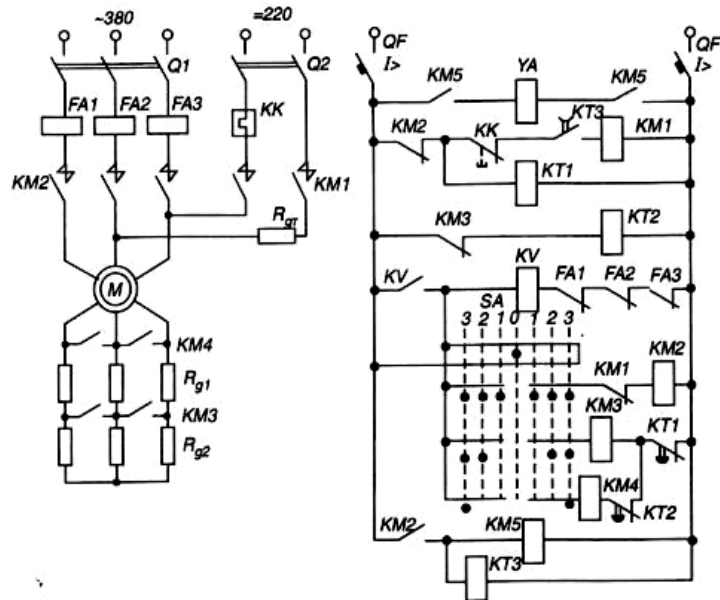 ~380
=220
Q1
Q2
FA1
FA2
FA3
KK
KM2
KM1
Rgт
M
KM4
Rg1
KM3
Rg2
QF
I>
QF
I>
KM5
YA
KM5
KM2
KK
KT3
KM1
KT1
KM3
KT2
KV
KV
FA1
FA2
FA3
SA
3 2 1 0 1 2 3
KM1
KM2
KM3
KT1
KM4
KT2
KM2
KM5
KT3